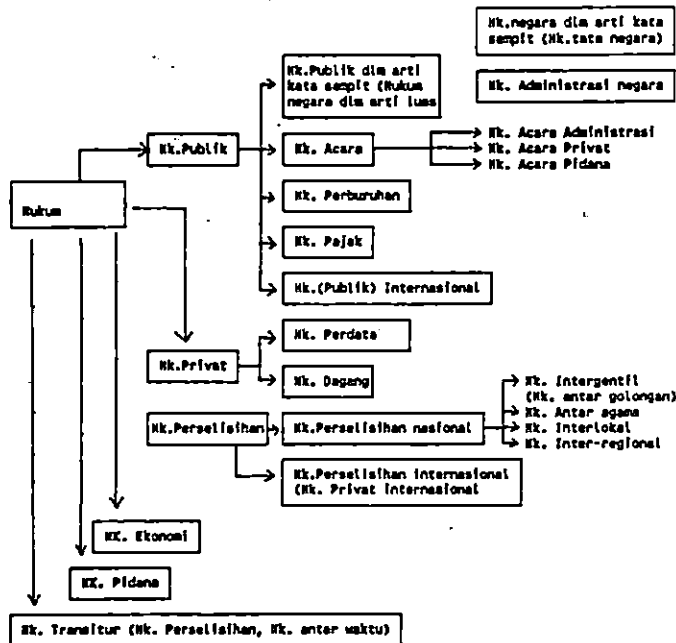 Hk.negara dlm arti kata
sempit (Hk.tata negara)
Hk.Publik dlm arti
kata sempit (Hukum
negara dlm arti luas
Hk. Administrasi negara
Hk.Publik
Hk. Acara
Hk. Acara Administrasi
Hk. Acara Privat
Hk. Acara Pidana
Hk. Perburuhan
Hukum
Hk. Pajak
Hk.(Publik) Internasional
Hk. Perdata
Hk.Privat
Hk. Dagang
Hk.Perselisihan
Hk.Perselisihan nasional
Hk. Intergentil
(Hk. antar golongan)
Hk. Antar agama
Hk. Interlokal
Hk. Inter-regional
Hk.Perselisihan internasional
(Hk. Privat internasional
HK. Ekonomi
HK. Pidana
Hk. Transitur (Hk. Perselisihan, Hk. antar waktu)